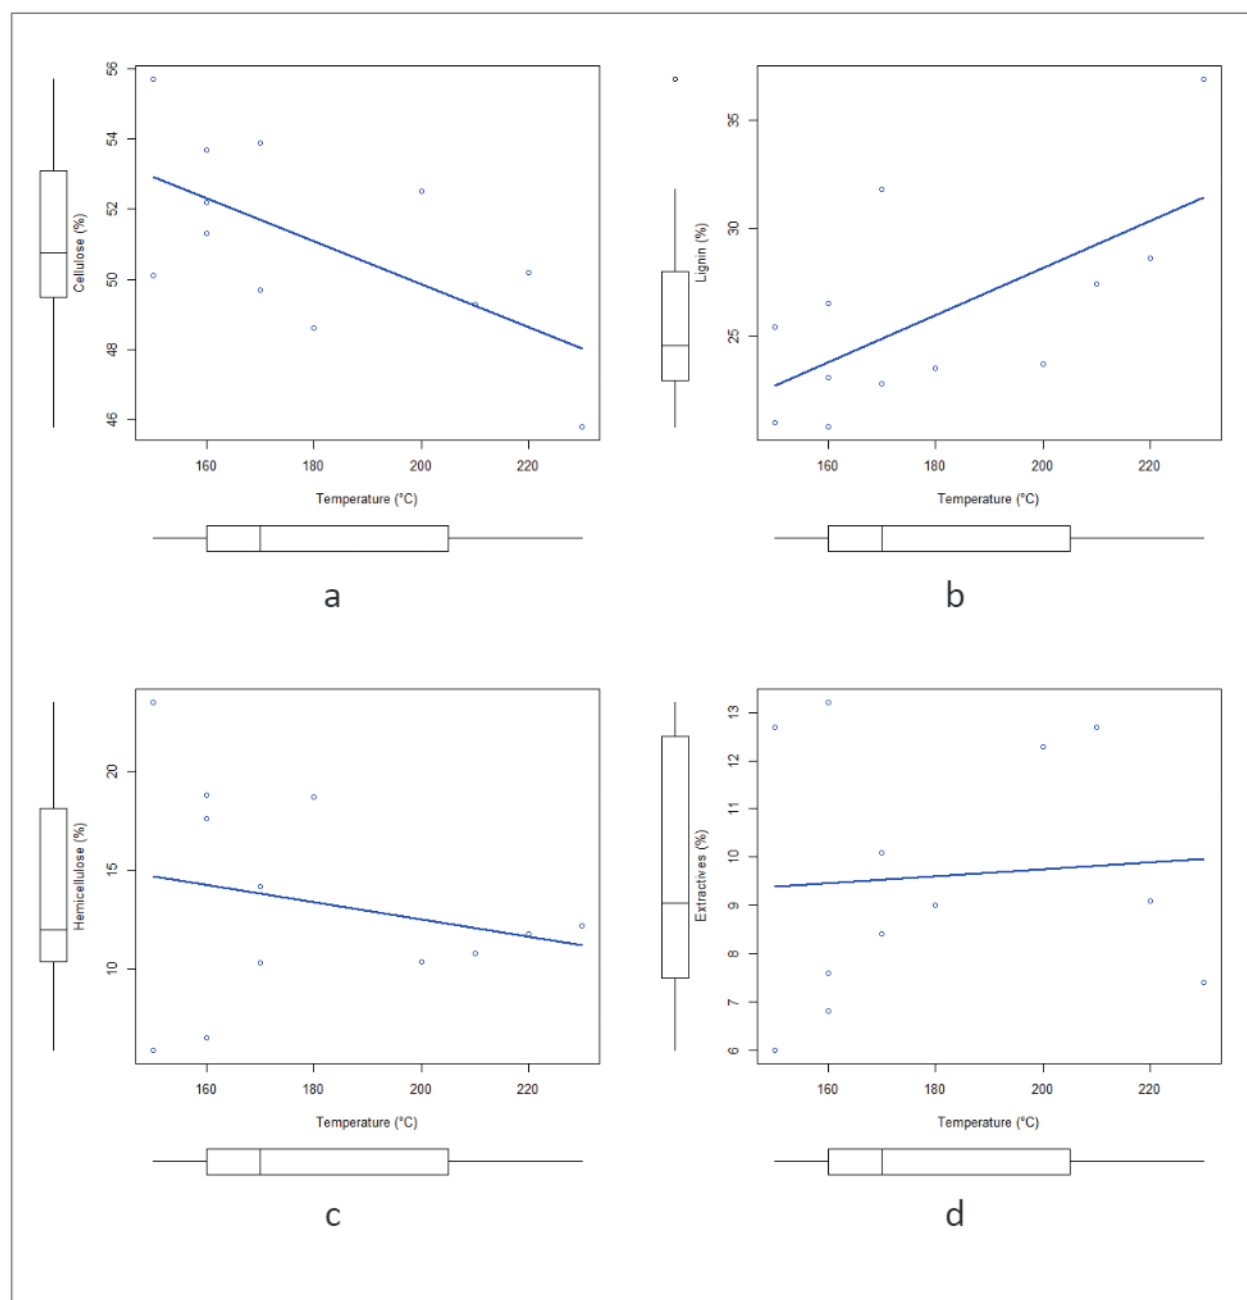 56
54
52
50
48
46
Cellulose (%)
160 180 200 220
Temperature (°C)
a
35
30
25
Lignin (%)
160 180 200 220
Temperature (°C)
b
20
15
10
Hemicellulose (%)
160 180 200 220
Temperature (°C)
c
13
12
11
10
9
8
7
6
Extractives (%)
160 180 200 220
Temperature (°C)
d